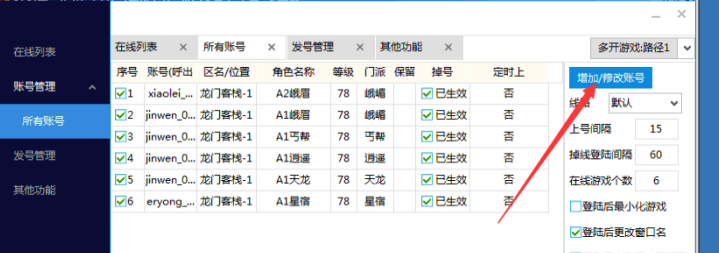 在线列表
账号管理
所有账号
发号管理
其他功能
在线列表 × 所有账号 × 发号管理 × 其他功能 × 多开游戏:路径1
序号 账号(呼出 区名/位置 角色名称 等级 门派 保留 掉号 定时上
1 xiaolei_... 龙门客栈-1 A2峨眉 78 峨嵋 已生效 否
2 jinwen_0... 龙门客栈-1 A1峨眉 78 峨嵋 已生效 否
3 jinwen_0... 龙门客栈-1 A1丐帮 78 丐帮 已生效 否
4 jinwen_0... 龙门客栈-1 A1逍遥 78 逍遥 已生效 否
5 jinwen_0... 龙门客栈-1 A1天龙 78 天龙 已生效 否
6 eryong_... 龙门客栈-1 A1星宿 78 星宿 已生效 否
增加/修改账号
默认
上号间隔 15
掉线登陆间隔 60
在线游戏个数 6
登陆后最小化游戏
登陆后更改窗口名